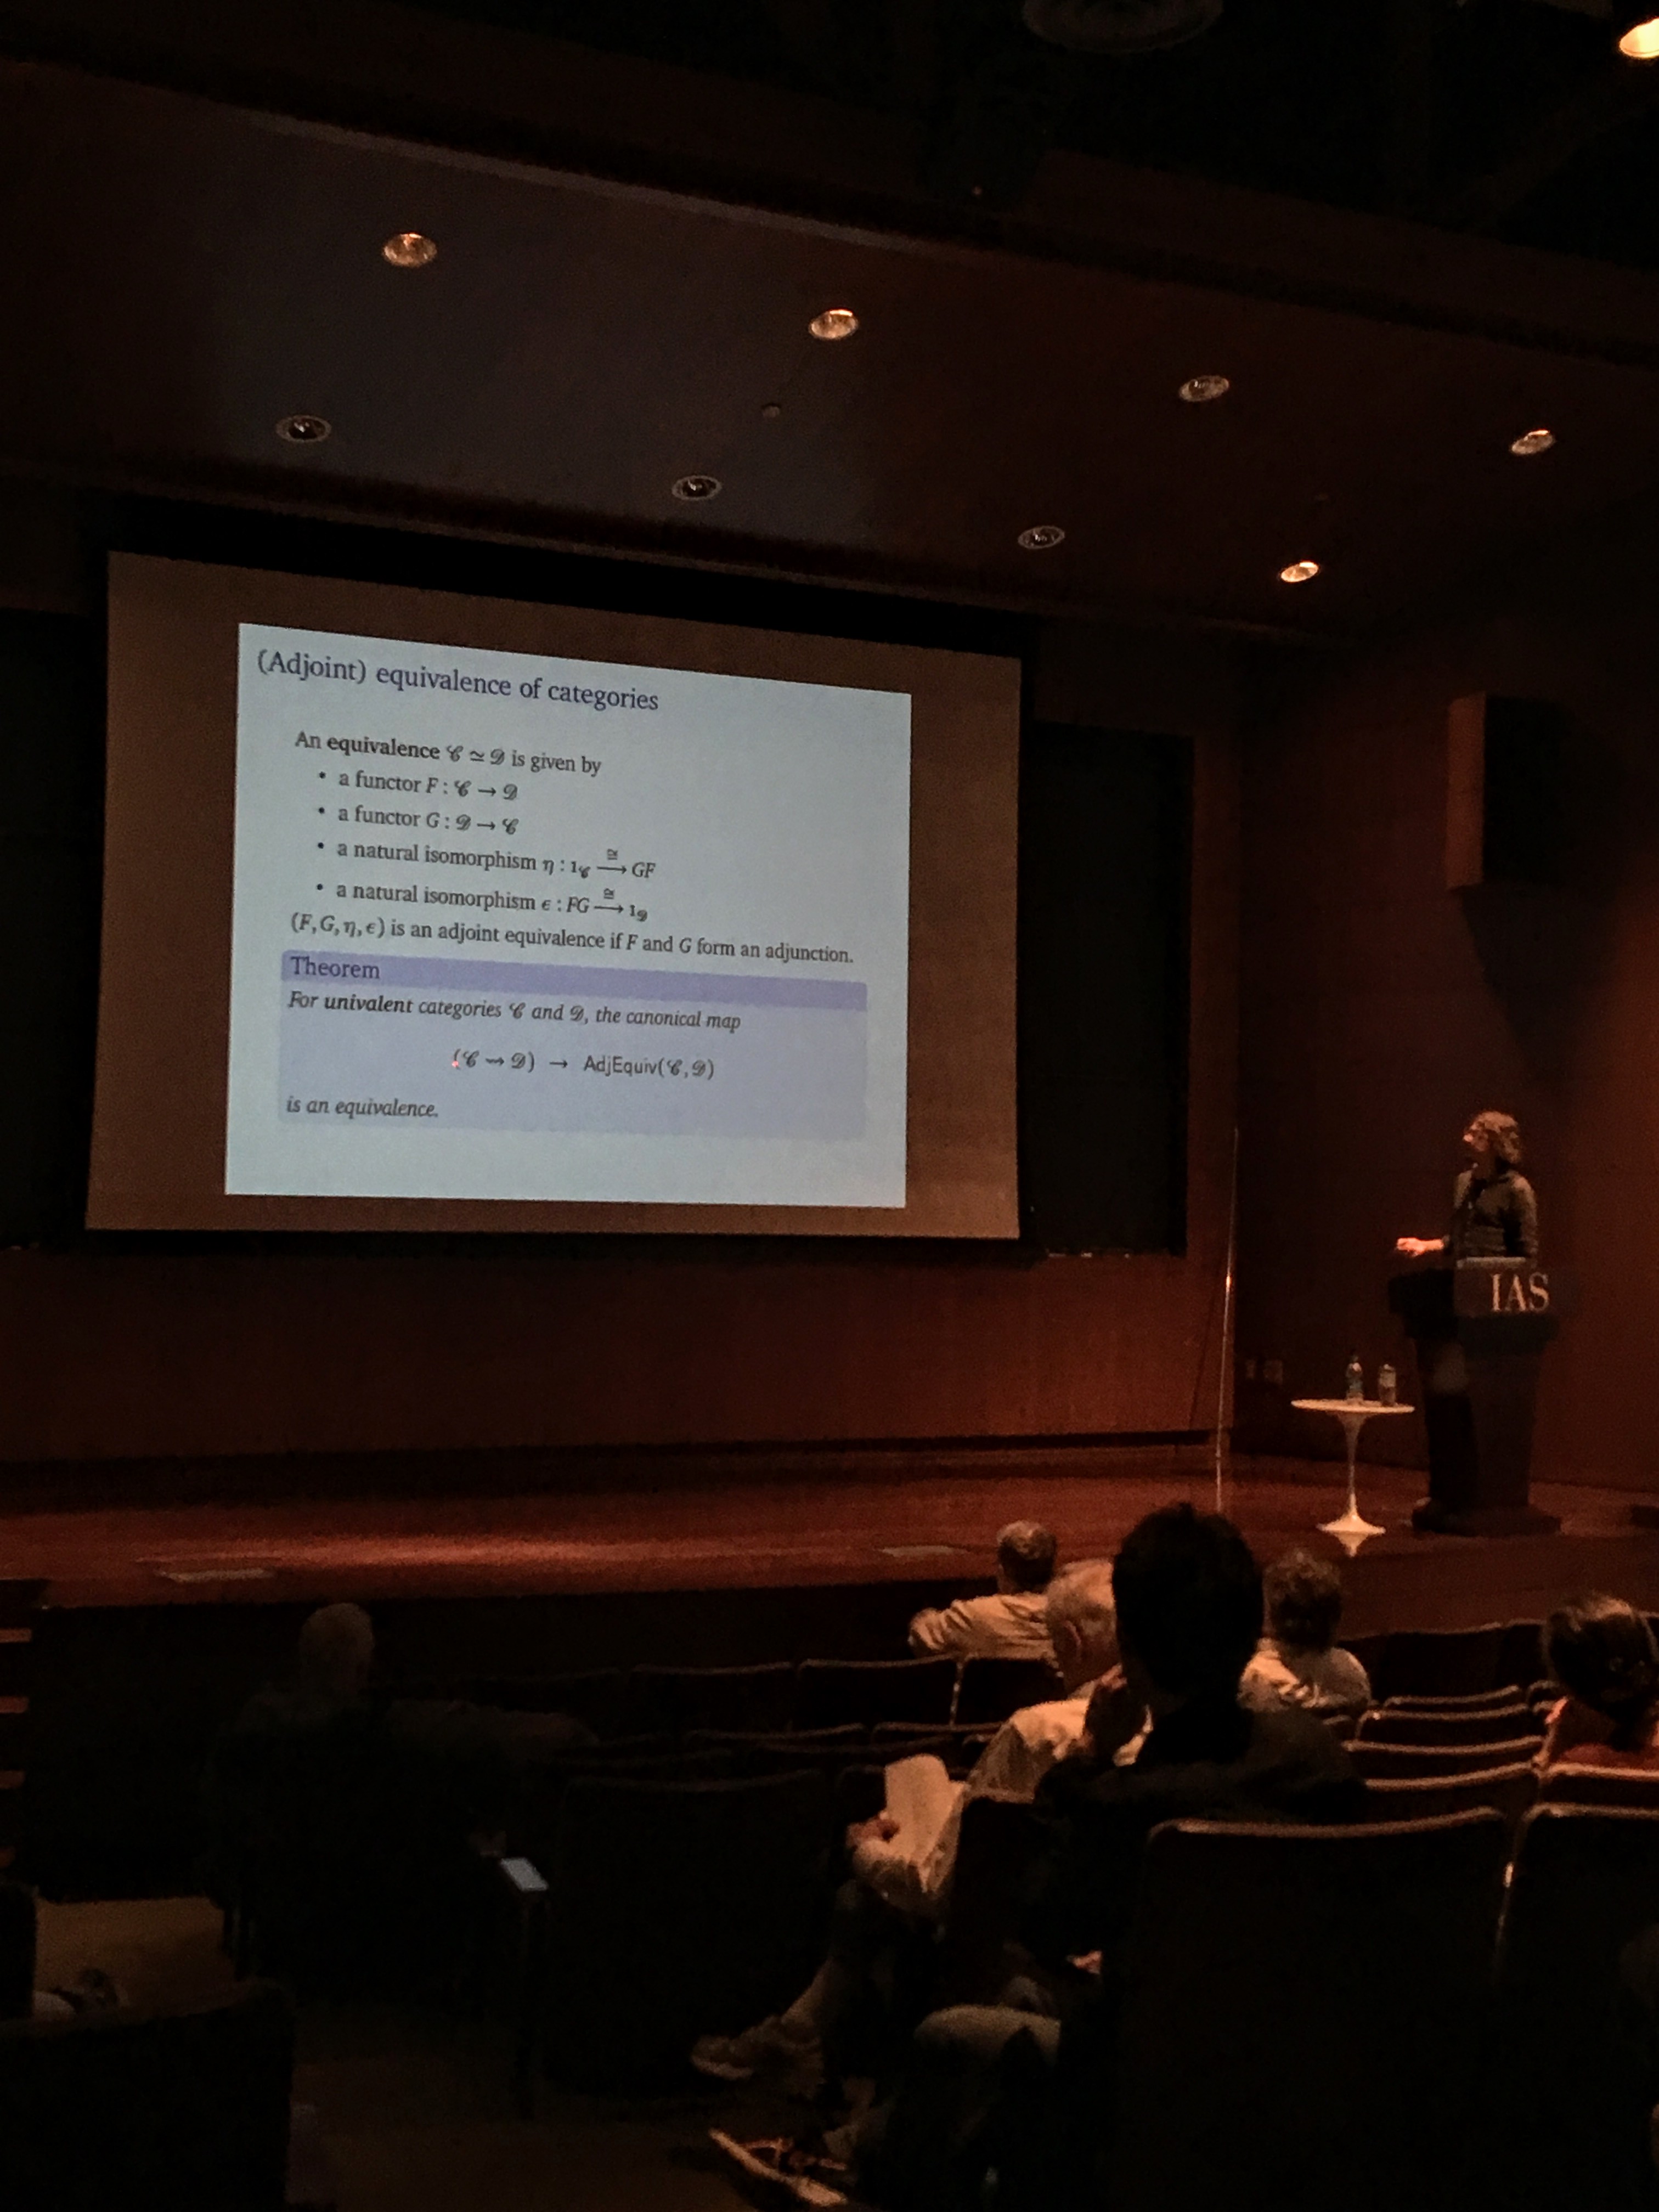 (Adjoint) equivalence of categories
An equivalence 𝒞 ≃ 𝒟 is given by
• a functor F : 𝒞 → 𝒟
• a functor G : 𝒟 → 𝒞
• a natural isomorphism η : 1𝒞 ≅⟶ GF
• a natural isomorphism ϵ : FG ≅⟶ 1𝒟
(F, G, η, ϵ) is an adjoint equivalence if F and G form an adjunction.
Theorem
For univalent categories 𝒞 and 𝒟, the canonical map
(𝒞 ⇝ 𝒟) → AdjEquiv(𝒞, 𝒟)
is an equivalence.
IAS